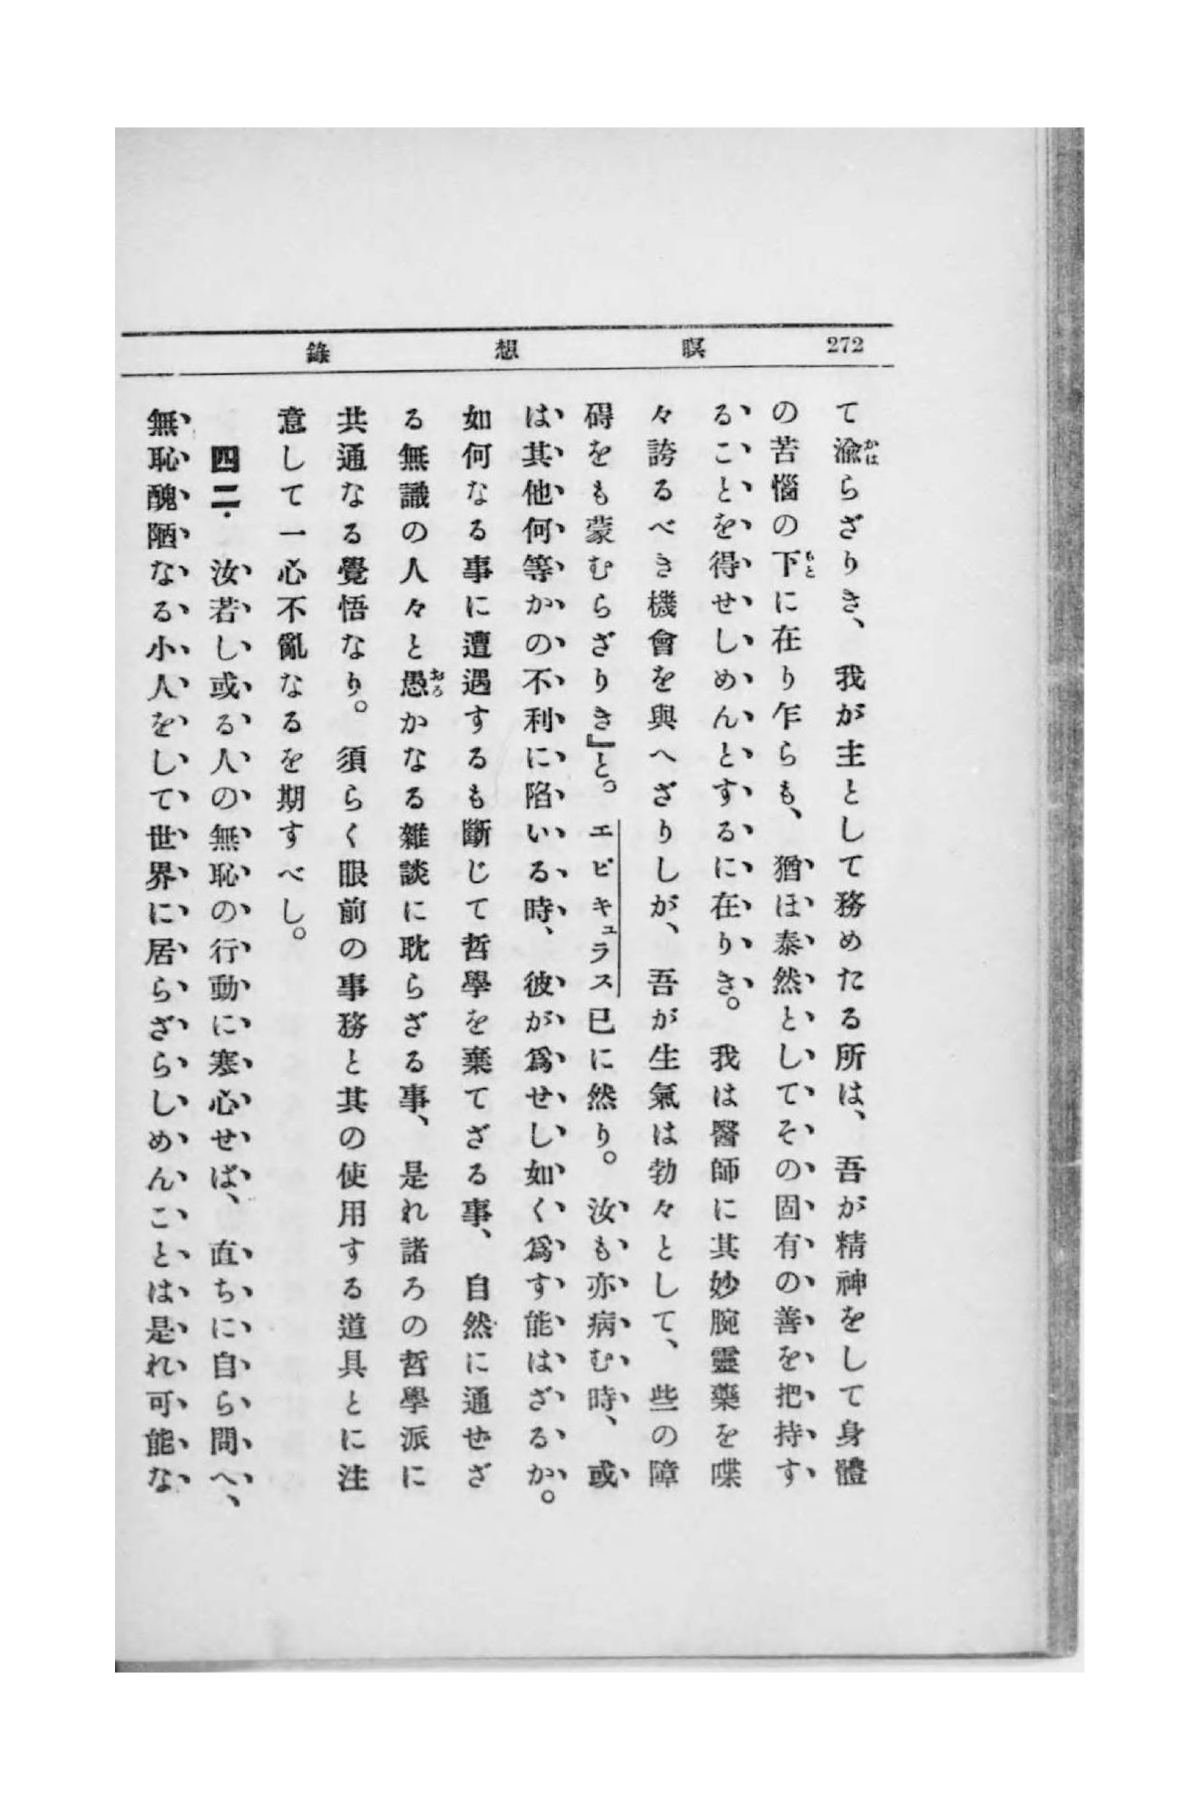 272 瞑想錄
て渝らざりき、我が主として務めたる所は、吾が精神をして身體
の苦惱の下に在り乍らも、猶ほ泰然としてその固有の善を把持す
ることを得せしめんとするに在りき。我は醫師に其妙腕靈藥を喋
々誇るべき機會を與へざりしが、吾が生氣は勃々として、些の障
碍をも蒙むらざりき』と。エピキュラス已に然り。汝も亦病む時、或
は其他何等かの不利に陷いる時、彼が爲せし如く爲す能はざるか。
如何なる事に遭遇するも斷じて哲學を棄てざる事、自然に通せざ
る無識の人々と愚かなる雜談に耽らざる事、是れ諸ろの哲學派に
共通なる覺悟なり。須らく眼前の事務と其の使用する道具とに注
意して一心不亂なるを期すべし。
四二. 汝若し或る人の無恥の行動に寒心せば、直ちに自ら問へ、
無恥醜陋なる小人をして世界に居らざらしめんことは是れ可能な